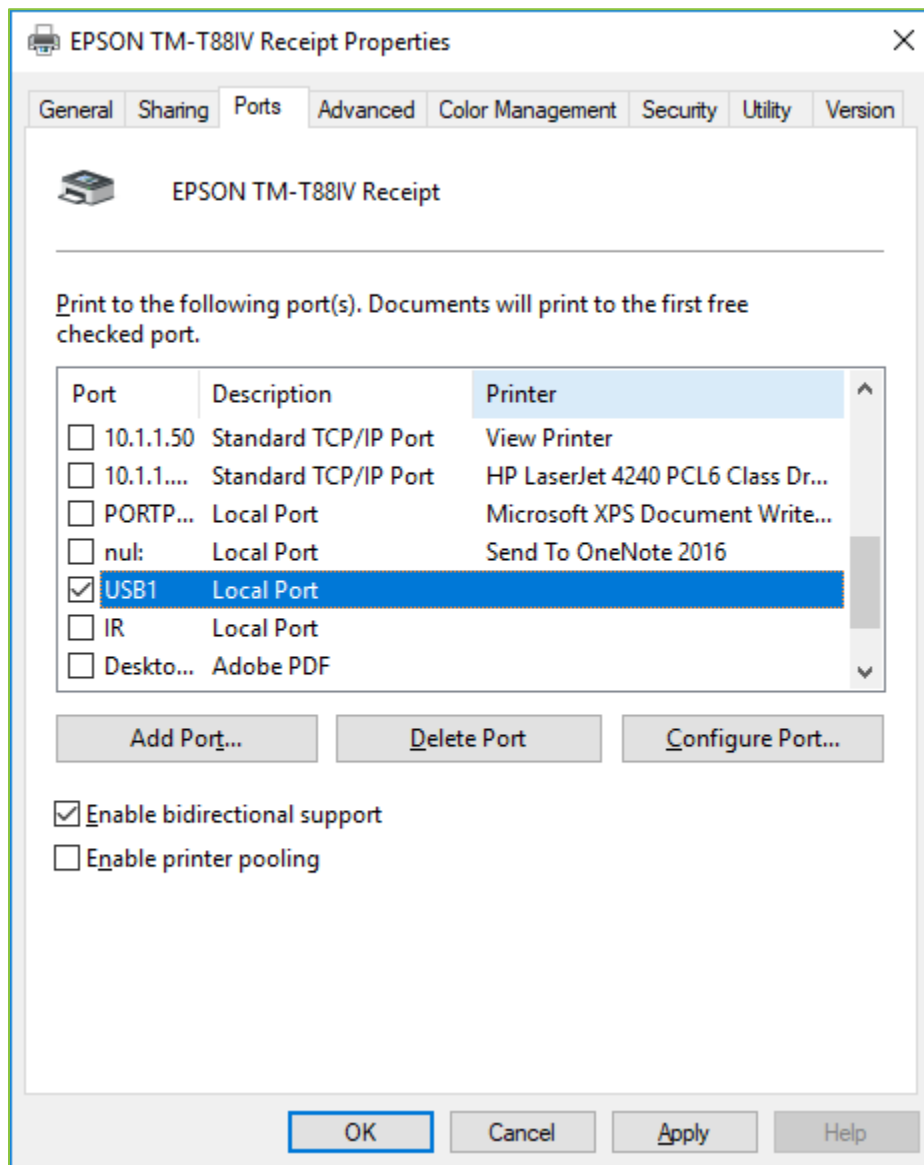 EPSON TM-T88IV Receipt Properties
General Sharing Ports Advanced Color Management Security Utility Version
EPSON TM-T88IV Receipt
Print to the following port(s). Documents will print to the first free
checked port.
Port Description Printer
10.1.1.50 Standard TCP/IP Port View Printer
10.1.1.... Standard TCP/IP Port HP LaserJet 4240 PCL6 Class Dr...
PORTP... Local Port Microsoft XPS Document Write...
nul: Local Port Send To OneNote 2016
USB1 Local Port
IR Local Port
Deskto... Adobe PDF
Add Port... Delete Port Configure Port...
Enable bidirectional support
Enable printer pooling
OK Cancel Apply Help